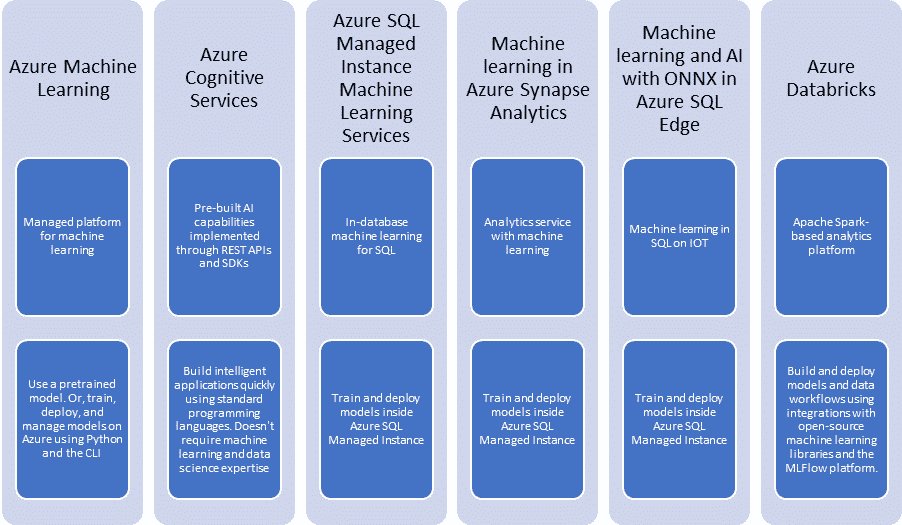 Azure Machine
Learning
Managed platform
for machine
learning
Use a pretrained
model. Or, train,
deploy, and
manage models on
Azure using Python
and the CLI
Azure
Cognitive
Services
Pre-built AI
capabilities
implemented
through REST APIs
and SDKs
Build intelligent
applications quickly
using standard
programming
languages. Doesn't
require machine
learning and data
science expertise
Azure SQL
Managed
Instance
Machine
Learning
Services
In-database
machine learning
for SQL
Train and deploy
models inside
Azure SQL
Managed Instance
Machine
learning in
Azure Synapse
Analytics
Analytics service
with machine
learning
Train and deploy
models inside
Azure SQL
Managed Instance
Machine
learning and AI
with ONNX in
Azure SQL
Edge
Machine learning in
SQL on IOT
Train and deploy
models inside
Azure SQL
Managed Instance
Azure
Databricks
Apache Spark-
based analytics
platform
Build and deploy
models and data
workflows using
integrations with
open-source
machine learning
libraries and the
MLFlow platform.